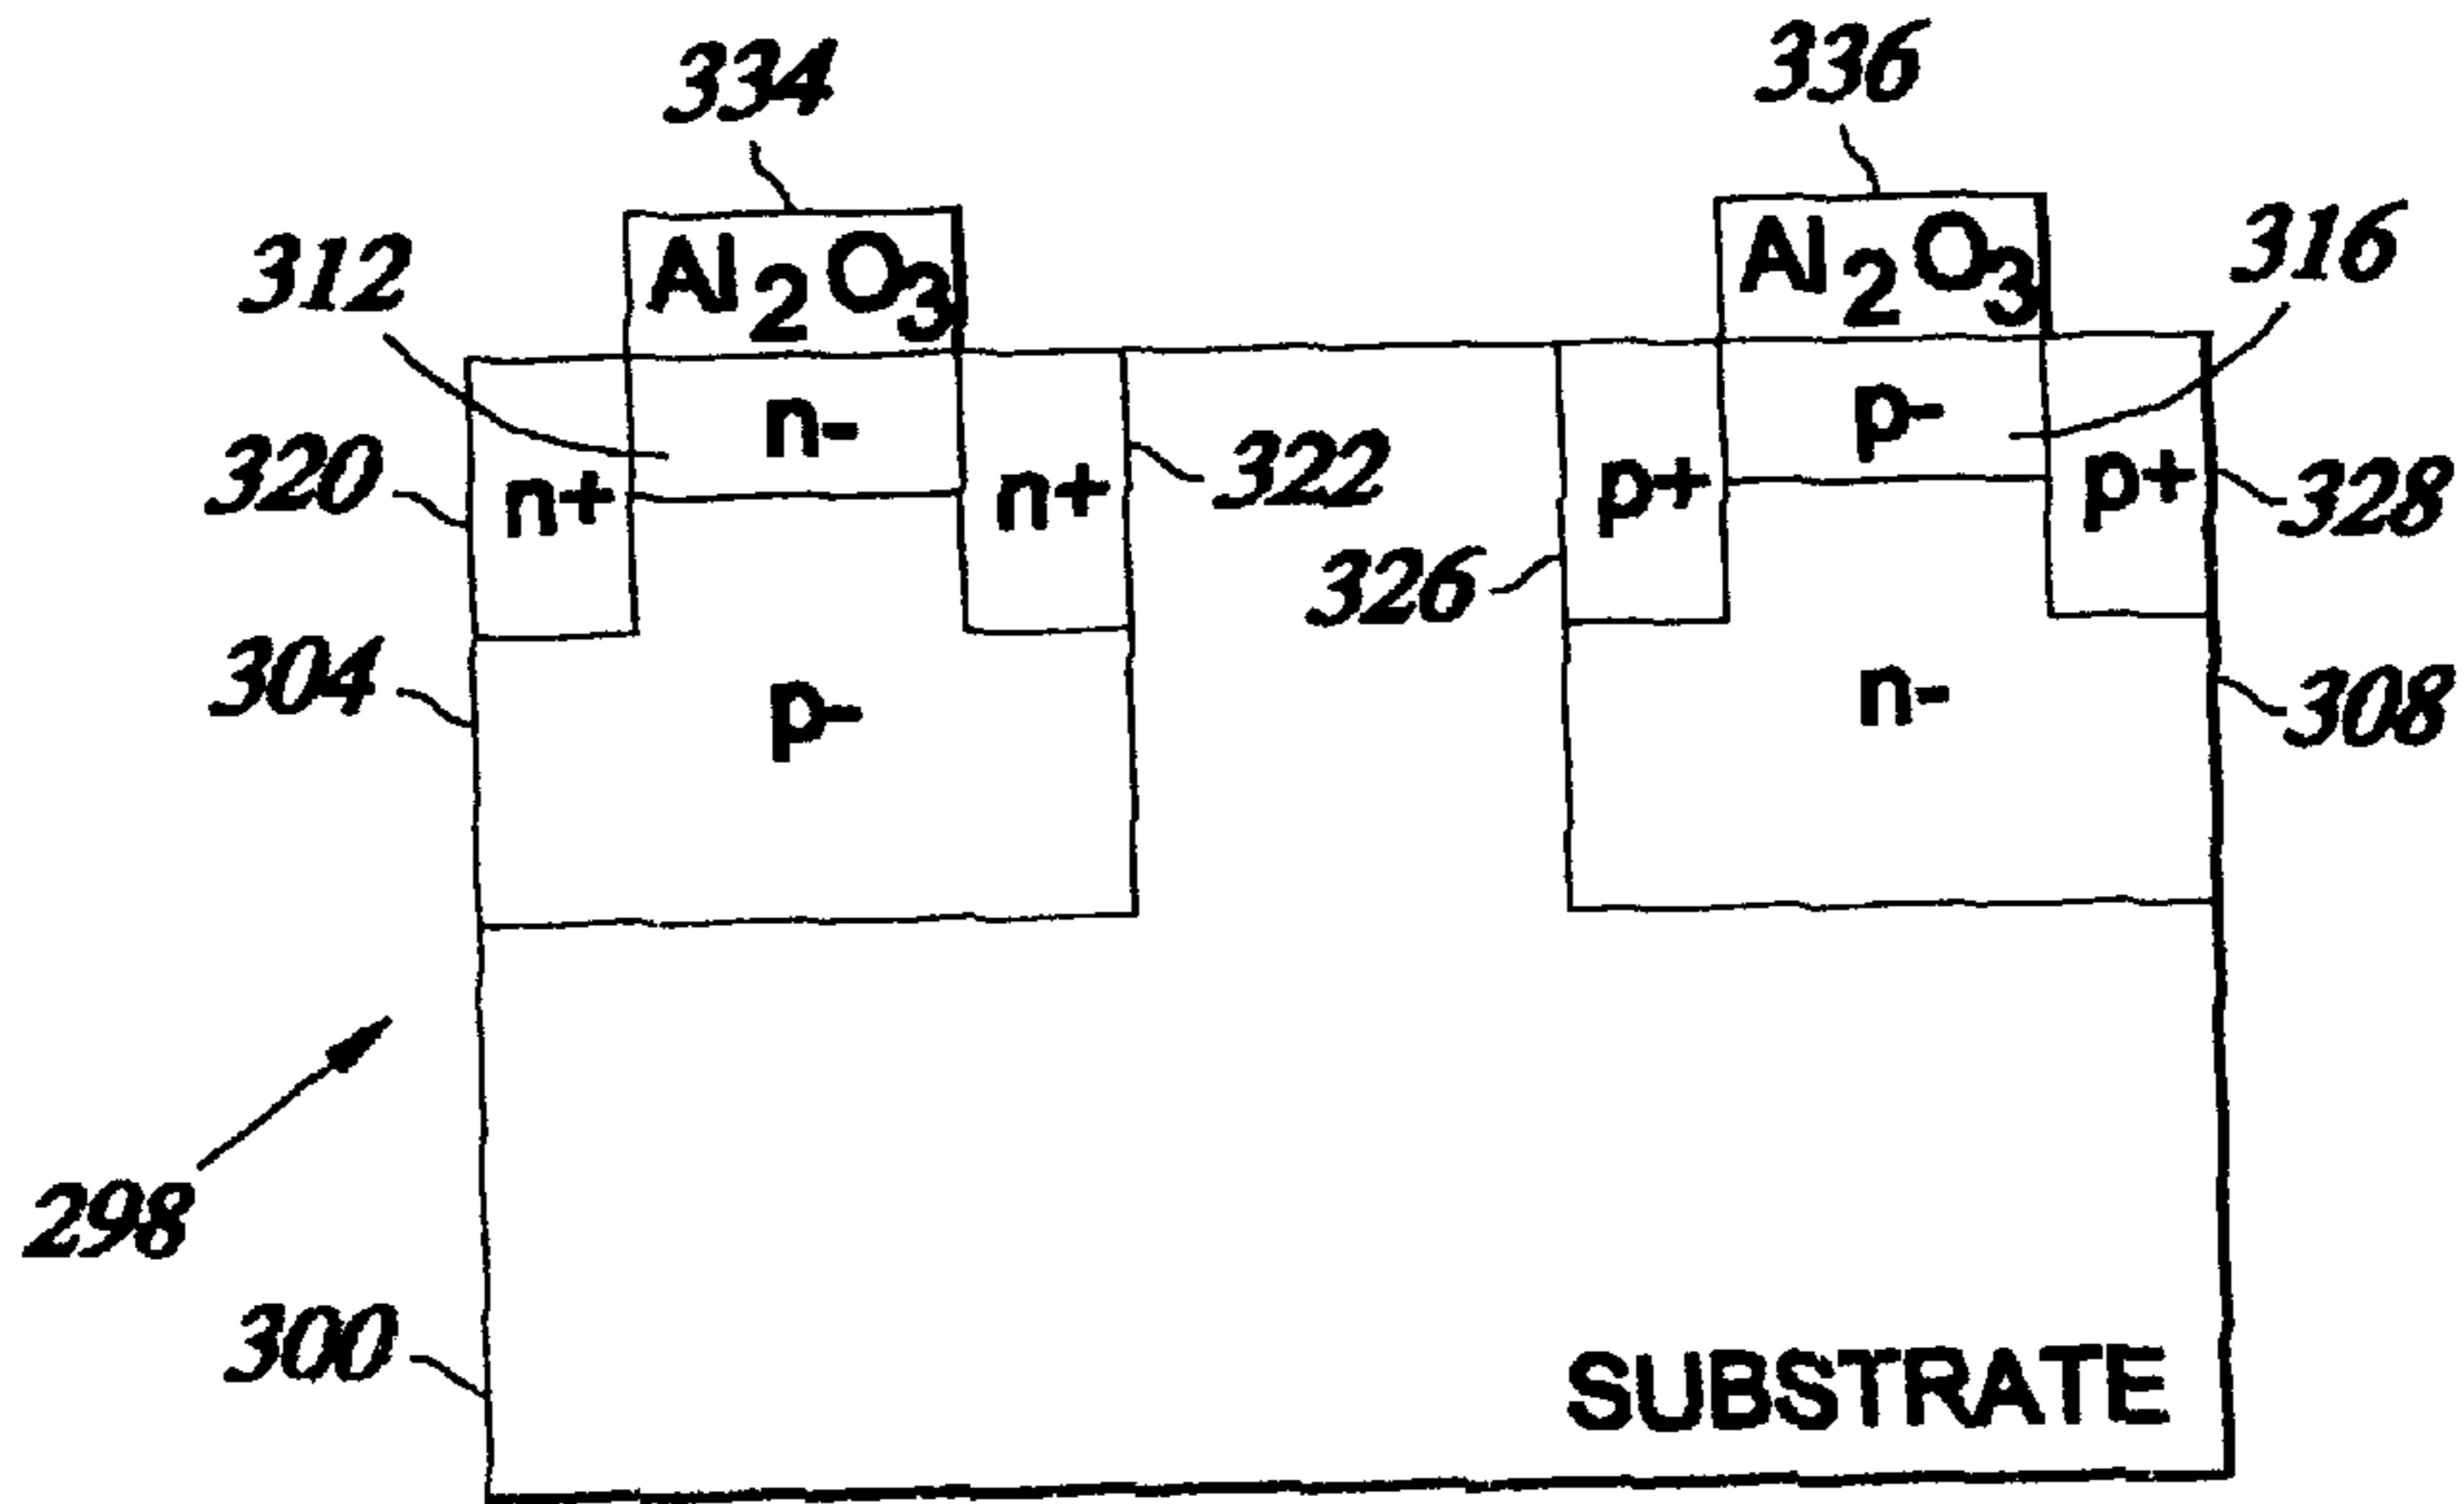 334
336
312
Al2O3
Al2O3
316
n-
p-
320
n+
n+
322
p+
p+
328
326
304
p-
n-
308
298
300
SUBSTRATE